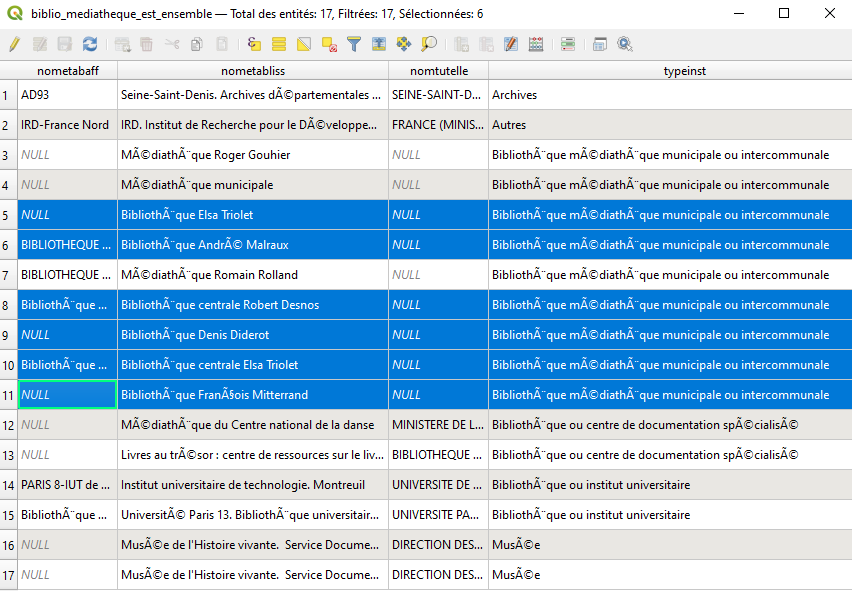 biblio_mediatheque_est_ensemble — Total des entités: 17, Filtrées: 17, Sélectionnées: 6
nometabaff nometabliss nomtutelle typeinst
1 AD93 Seine-Saint-Denis. Archives dÃ©partementales ... SEINE-SAINT-D... Archives
2 IRD-France Nord IRD. Institut de Recherche pour le DÃ©veloppe... FRANCE (MINIS... Autres
3 NULL MÃ©diathÃ¨que Roger Gouhier NULL BibliothÃ¨que mÃ©diathÃ¨que municipale ou intercommunale
4 NULL MÃ©diathÃ¨que municipale NULL BibliothÃ¨que mÃ©diathÃ¨que municipale ou intercommunale
5 NULL BibliothÃ¨que Elsa Triolet NULL BibliothÃ¨que mÃ©diathÃ¨que municipale ou intercommunale
6 BIBLIOTHEQUE ... BibliothÃ¨que AndrÃ© Malraux NULL BibliothÃ¨que mÃ©diathÃ¨que municipale ou intercommunale
7 BIBLIOTHEQUE ... MÃ©diathÃ¨que Romain Rolland NULL BibliothÃ¨que mÃ©diathÃ¨que municipale ou intercommunale
8 BibliothÃ¨que ... BibliothÃ¨que centrale Robert Desnos NULL BibliothÃ¨que mÃ©diathÃ¨que municipale ou intercommunale
9 NULL BibliothÃ¨que Denis Diderot NULL BibliothÃ¨que mÃ©diathÃ¨que municipale ou intercommunale
10 BibliothÃ¨que ... BibliothÃ¨que centrale Elsa Triolet NULL BibliothÃ¨que mÃ©diathÃ¨que municipale ou intercommunale
11 NULL BibliothÃ¨que FranÃ§ois Mitterrand NULL BibliothÃ¨que mÃ©diathÃ¨que municipale ou intercommunale
12 NULL MÃ©diathÃ¨que du Centre national de la danse MINISTERE DE L... BibliothÃ¨que ou centre de documentation spÃ©cialisÃ©
13 NULL Livres au trÃ©sor : centre de ressources sur le liv... BIBLIOTHEQUE ... BibliothÃ¨que ou centre de documentation spÃ©cialisÃ©
14 PARIS 8-IUT de ... Institut universitaire de technologie. Montreuil UNIVERSITE DE ... BibliothÃ¨que ou institut universitaire
15 BibliothÃ¨que ... UniversitÃ© Paris 13. BibliothÃ¨que universitair... UNIVERSITE PA... BibliothÃ¨que ou institut universitaire
16 NULL MusÃ©e de l'Histoire vivante. Service Docume... DIRECTION DES... MusÃ©e
17 NULL MusÃ©e de l'Histoire vivante. Service Docume... DIRECTION DES... MusÃ©e